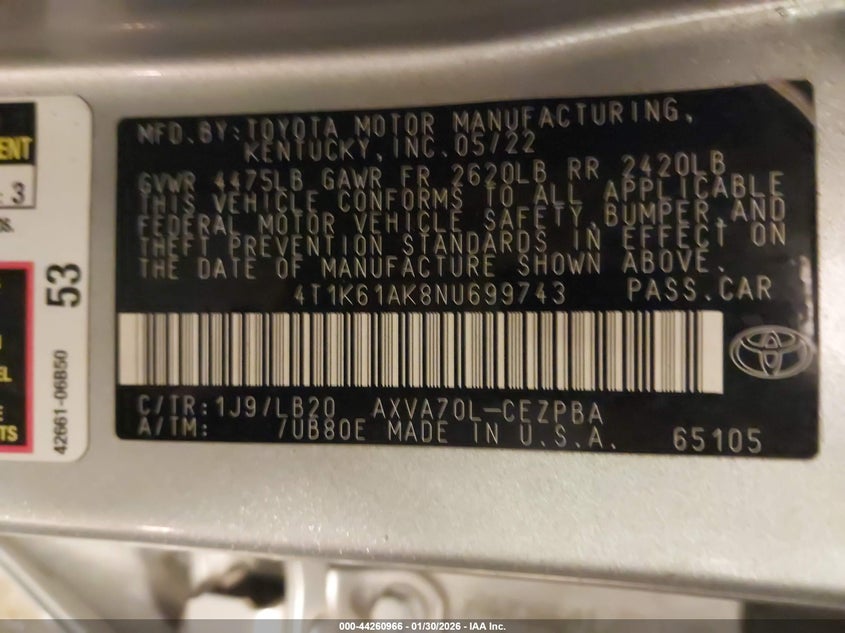 MFD. BY: TOYOTA MOTOR MANUFACTURING,
KENTUCKY, INC. 05/22
GVWR 4475LB GAWR FR 2620LB RR 2420LB
THIS VEHICLE CONFORMS TO ALL APPLICABLE
FEDERAL MOTOR VEHICLE SAFETY, BUMPER, AND
THEFT PREVENTION STANDARDS IN EFFECT ON
THE DATE OF MANUFACTURE SHOWN ABOVE.
4T1K61AK8NU699743 PASS.CAR
C/TR: 1J9/LB20 AXVA70L-CEZPBA
A/TM: 7UB80E MADE IN U.S.A. 65105
3
53
42661-06B50
000-44260966 - 01/30/2026 - IAA Inc.